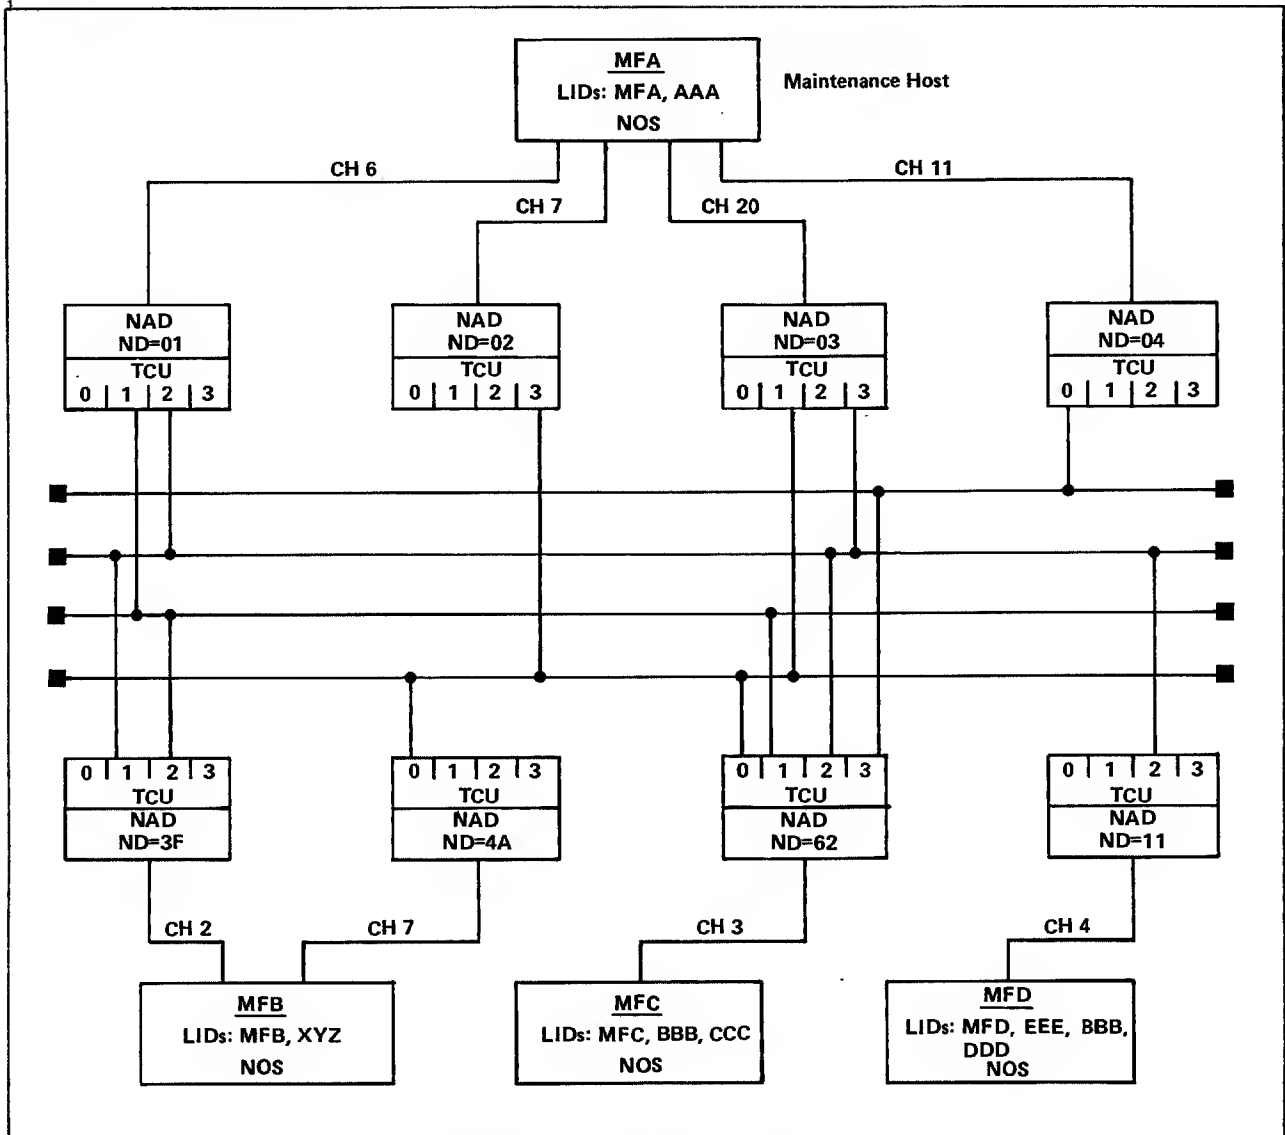 MFA
LIDs: MFA, AAA
NOS
Maintenance Host
CH 6
CH 11
CH 7
CH 20
NAD
ND=01
TCU
0 1 2 3
NAD
ND=02
TCU
0 1 2 3
NAD
ND=03
TCU
0 1 2 3
NAD
ND=04
TCU
0 1 2 3
0 1 2 3
TCU
NAD
ND=3F
0 1 2 3
TCU
NAD
ND=4A
0 1 2 3
TCU
NAD
ND=62
0 1 2 3
TCU
NAD
ND=11
CH 2
CH 7
CH 3
CH 4
MFB
LIDs: MFB, XYZ
NOS
MFC
LIDs: MFC, BBB, CCC
NOS
MFD
LIDs: MFD, EEE, BBB,
DDD
NOS